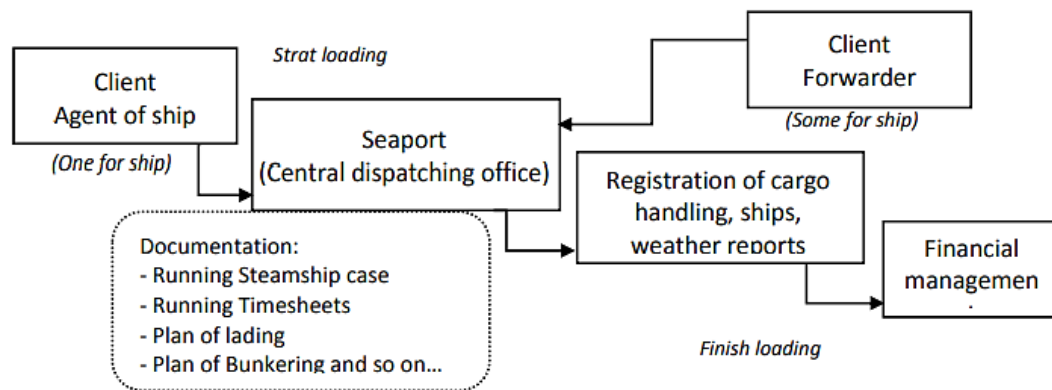 Strat loading
Client
Agent of ship
(One for ship)
Client
Forwarder
(Some for ship)
Seaport
(Central dispatching office)
Registration of cargo
handling, ships,
weather reports
Financial
managemen
Documentation:
- Running Steamship case
- Running Timesheets
- Plan of lading
- Plan of Bunkering and so on...
Finish loading